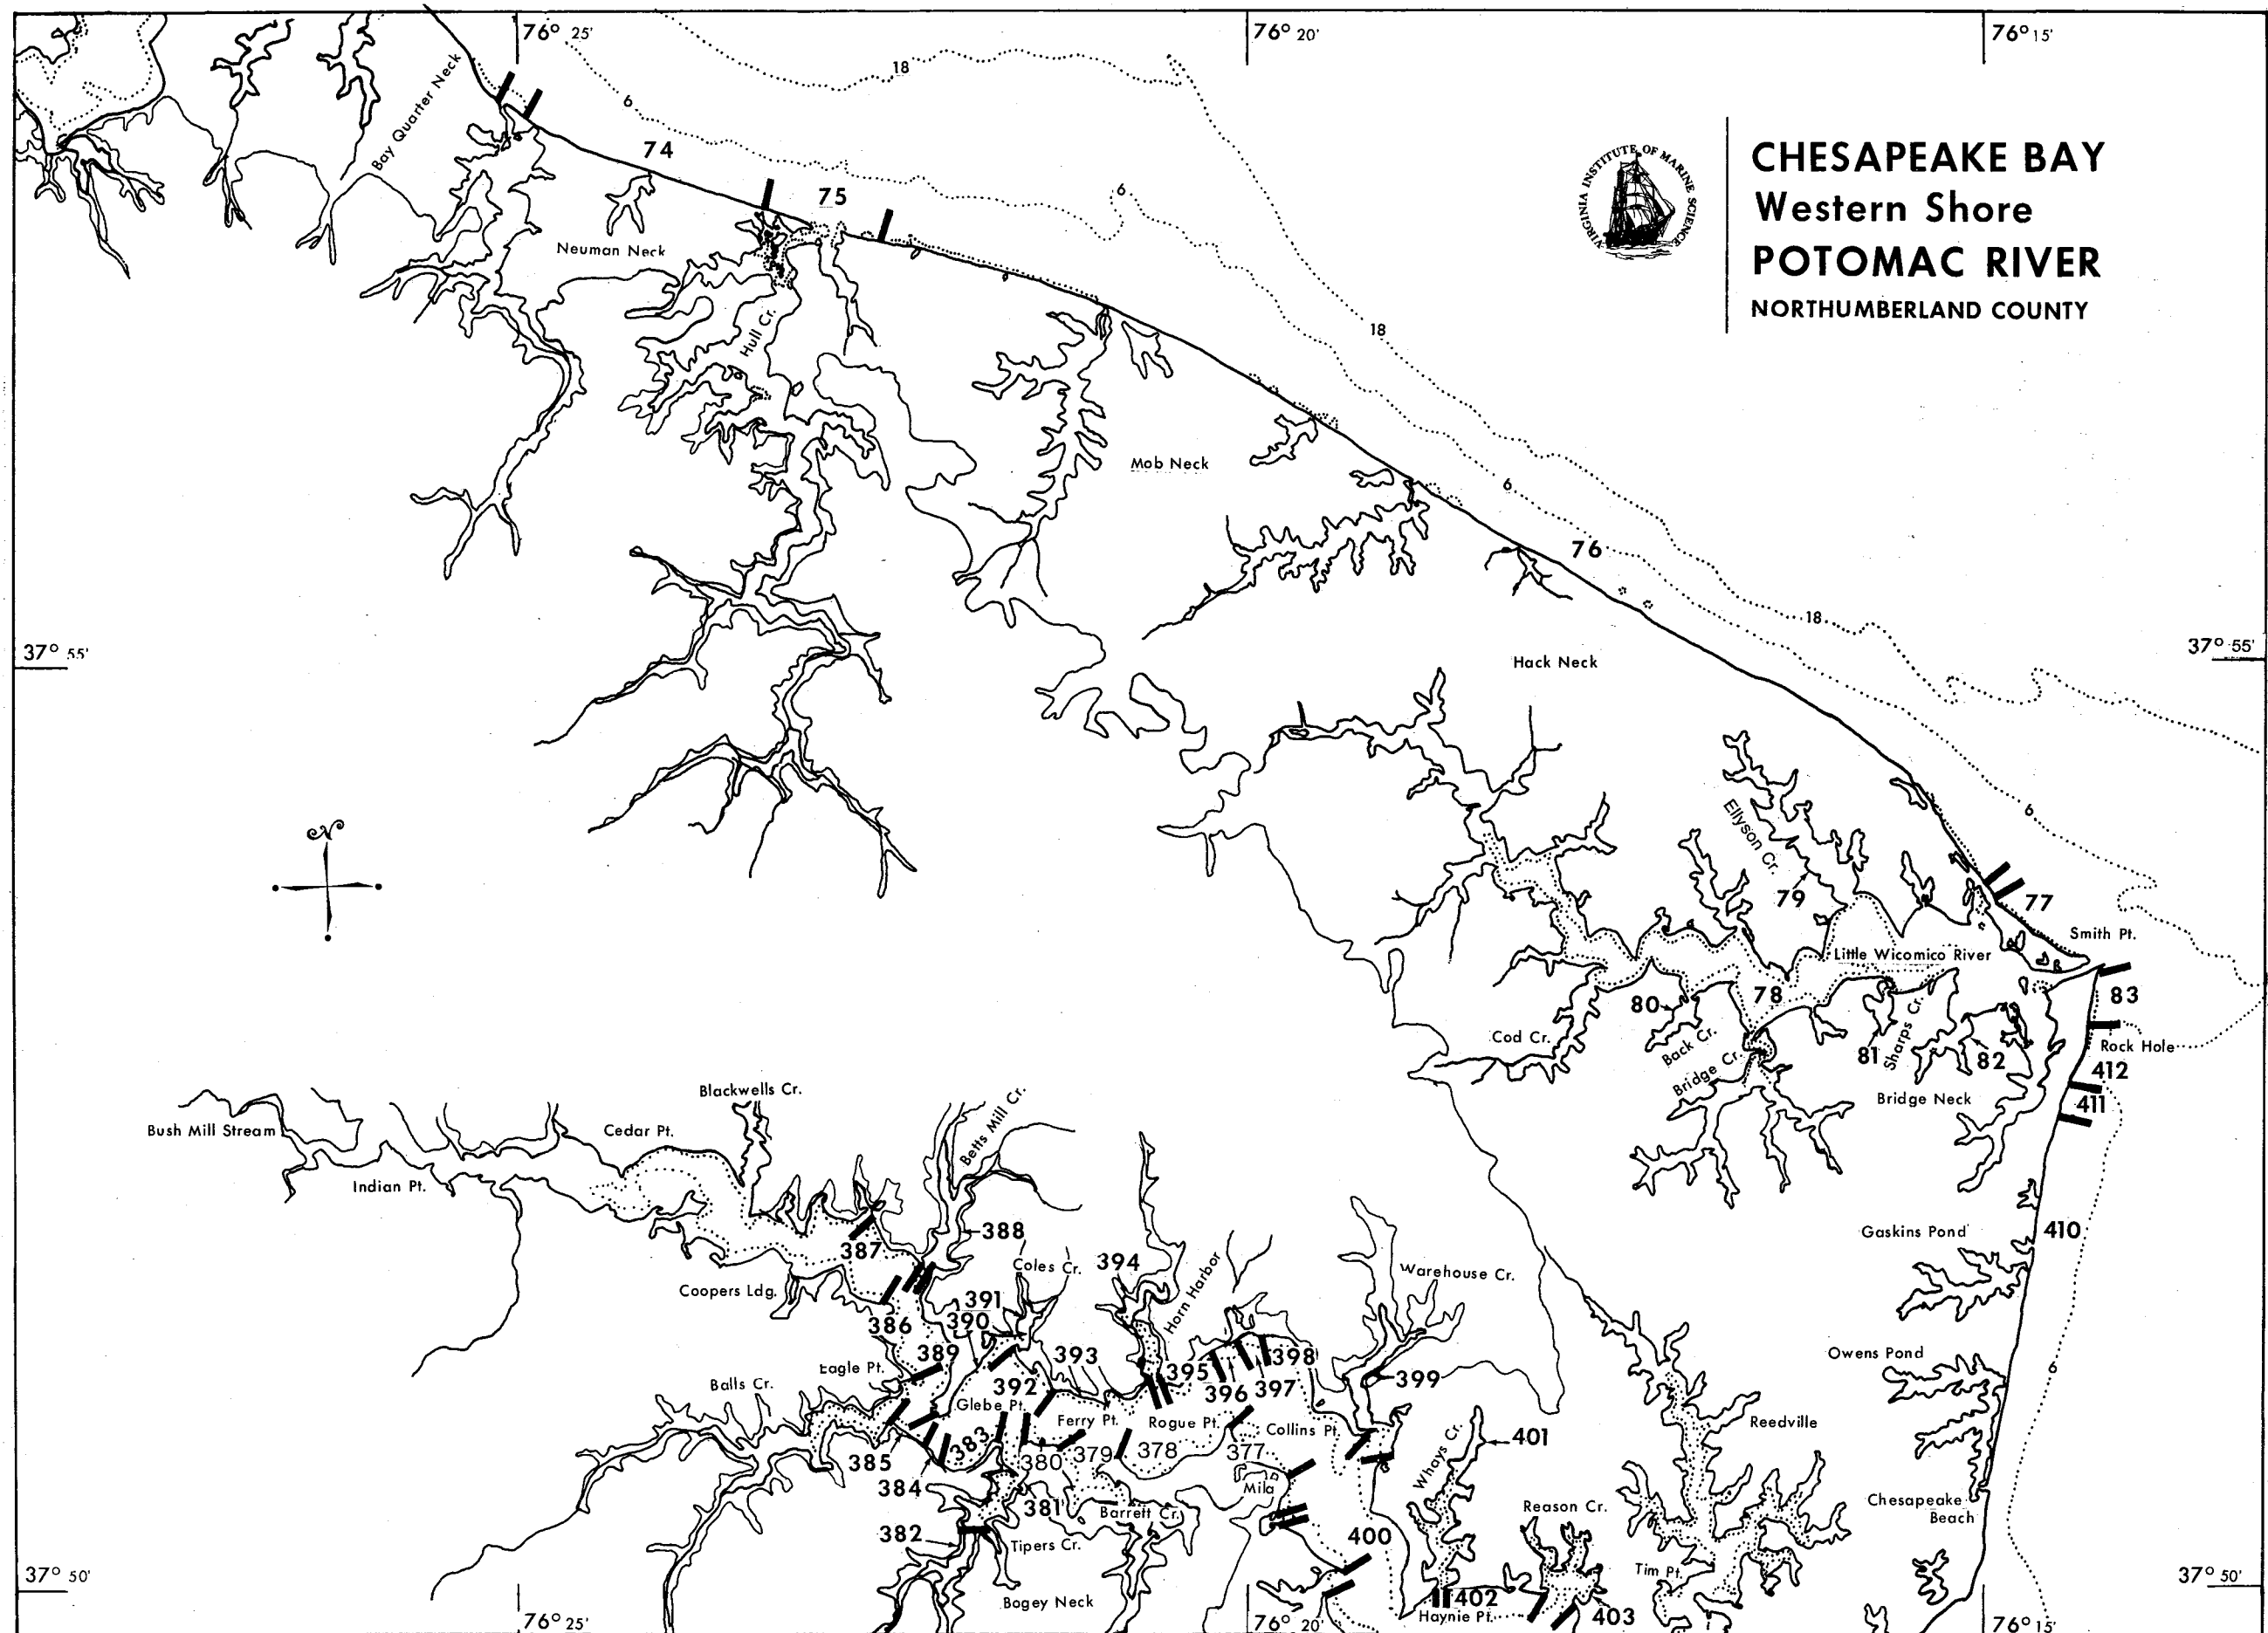 76° 25'
76° 20'
76° 15'
18
6
Bay Quarter Neck
74
75
6
VIRGINIA INSTITUTE OF MARINE SCIENCE
CHESAPEAKE BAY
Western Shore
POTOMAC RIVER
NORTHUMBERLAND COUNTY
Neuman Neck
Hull Cr.
18
Mob Neck
6
76
18
37° 55'
37° 55'
Hack Neck
N
6
Ellyson Cr.
79
77
Smith Pt.
Little Wicomico River
78
80
83
Cod Cr.
Back Cr.
Bridge Cr.
81
Sharps Cr.
82
Rock Hole
412
411
Bridge Neck
Blackwells Cr.
Betts Mill Cr.
Bush Mill Stream
Cedar Pt.
Indian Pt.
388
387
Coles Cr.
394
Horn Harbor
Warehouse Cr.
Gaskins Pond
410
Coopers Ldg.
391
390
386
389
393
395
396
397
398
399
Eagle Pt.
Balls Cr.
392
Glebe Pt.
Ferry Pt.
Rogue Pt.
Collins Pt.
Owens Pond
6
Reedville
Whays Cr.
401
383
385
384
380
379
378
377
Mila
381
Barrett Cr.
382
Tipers Cr.
400
Reason Cr.
Chesapeake
Beach
Tim Pt.
37° 50'
37° 50'
Bogey Neck
402
Haynie Pt.
403
76° 25'
76° 20'
76° 15'